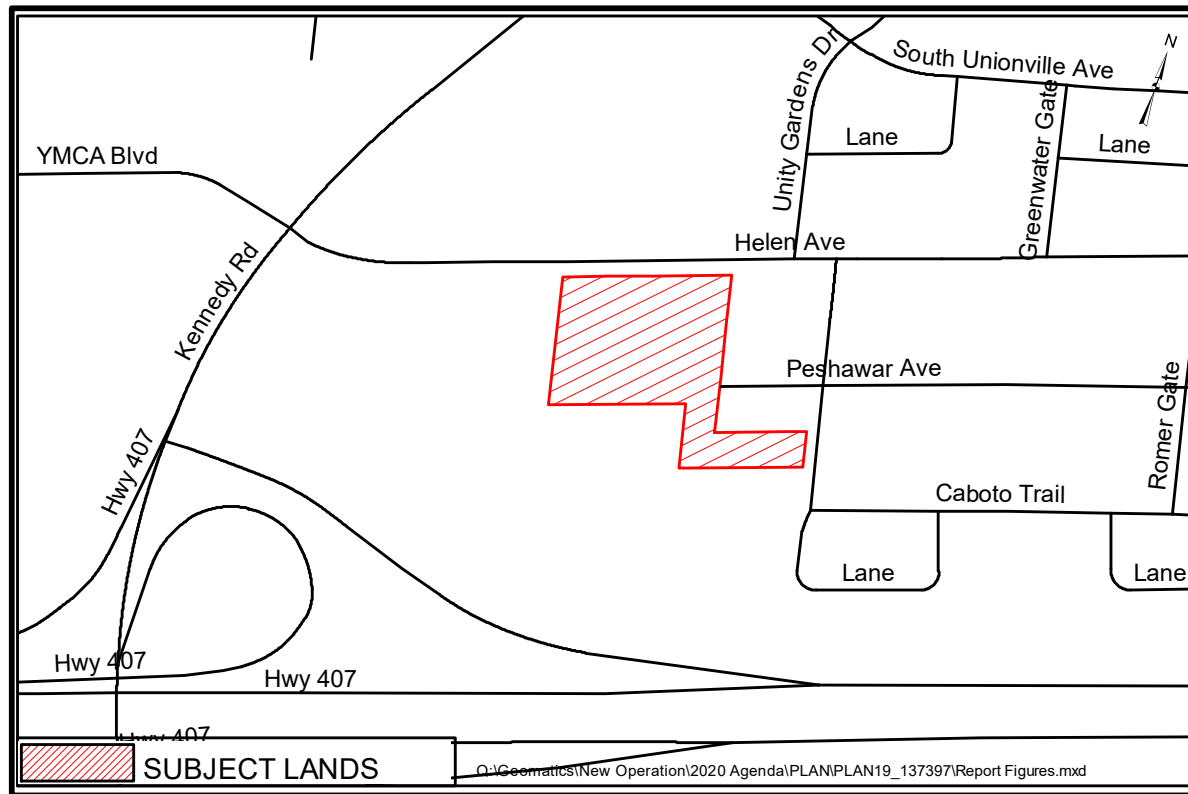 Unity Gardens Dr
South Unionville Ave
N
Lane
Greenwater Gate
Lane
YMCA Blvd
Helen Ave
Kennedy Rd
Peshawar Ave
Romer Gate
Hwy 407
Caboto Trail
Lane
Lane
Hwy 407
Hwy 407
Hwy 407
SUBJECT LANDS
Q:\Geomatics\New Operation\2020 Agenda\PLAN\PLAN19_137397\Report Figures.mxd